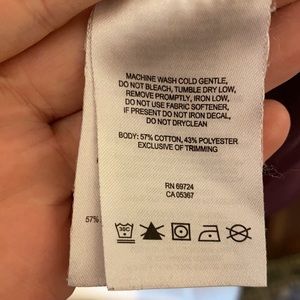 MACHINE WASH COLD GENTLE,
DO NOT BLEACH, TUMBLE DRY LOW,
REMOVE PROMPTLY, IRON LOW,
DO NOT USE FABRIC SOFTENER,
IF PRESENT DO NOT IRON DECAL,
DO NOT DRYCLEAN
BODY: 57% COTTON, 43% POLYESTER
EXCLUSIVE OF TRIMMING
RN 69724
CA 05367
57%
30C